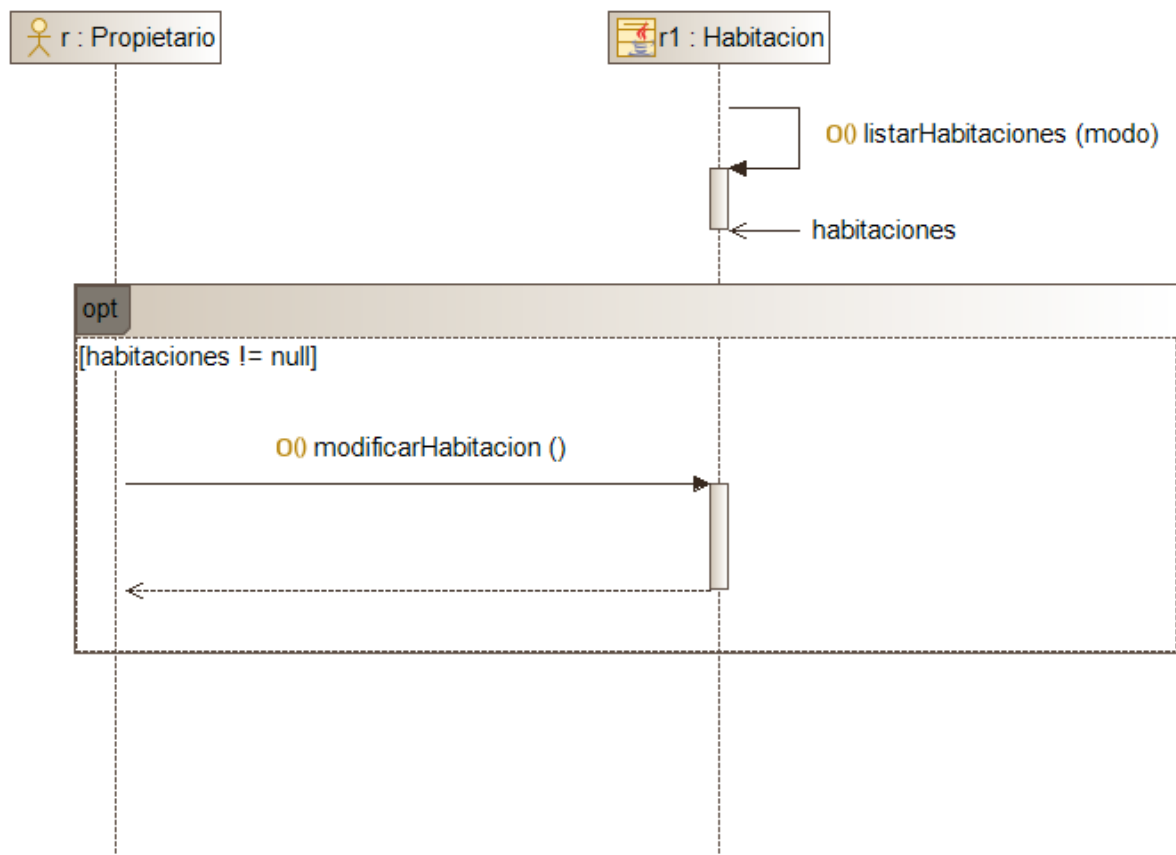 r : Propietario
r1 : Habitacion
O() listarHabitaciones (modo)
habitaciones
opt
[habitaciones != null]
O() modificarHabitacion ()